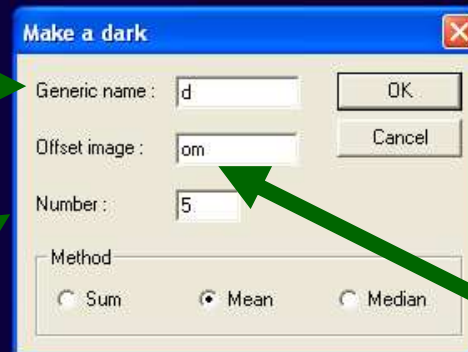 Make a dark
Generic name : d OK
Offset image : om Cancel
Number : 5
Method
Sum Mean Median